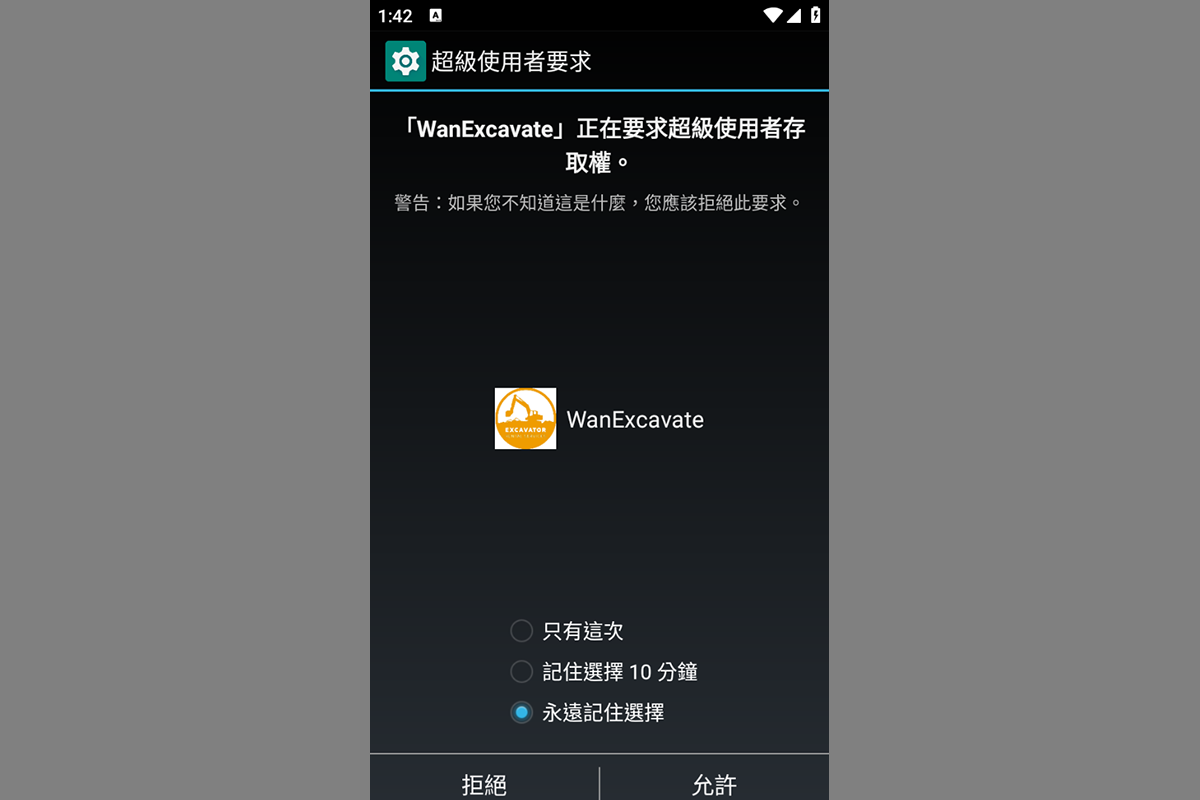 1:42 A
超級使用者要求
「WanExcavate」正在要求超級使用者存
取權。
警告：如果您不知道這是什麼，您應該拒絕此要求。
EXCAVATOR
WanExcavate
只有這次
記住選擇 10 分鐘
永遠記住選擇
拒絕 允許